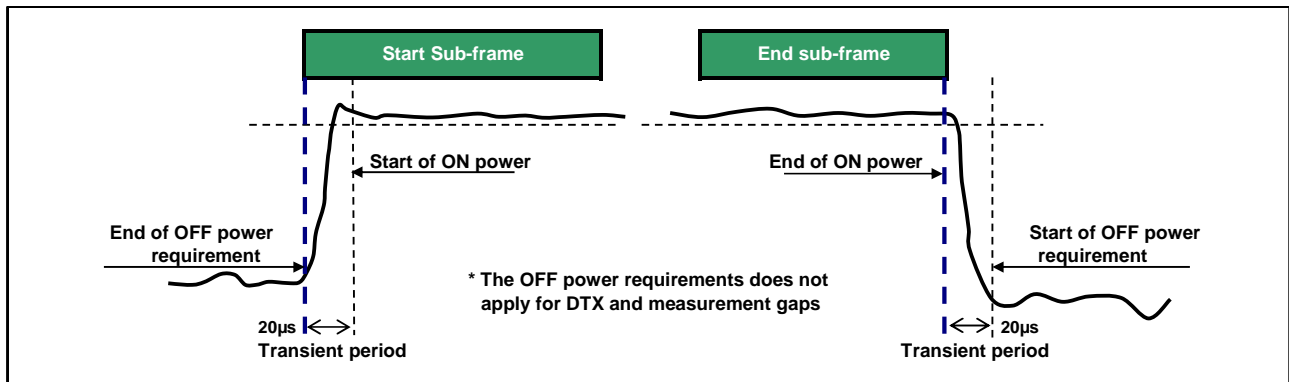 Start Sub-frame
End sub-frame
Start of ON power
End of ON power
End of OFF power
requirement
Start of OFF power
requirement
* The OFF power requirements does not
apply for DTX and measurement gaps
20µs
Transient period
20µs
Transient period